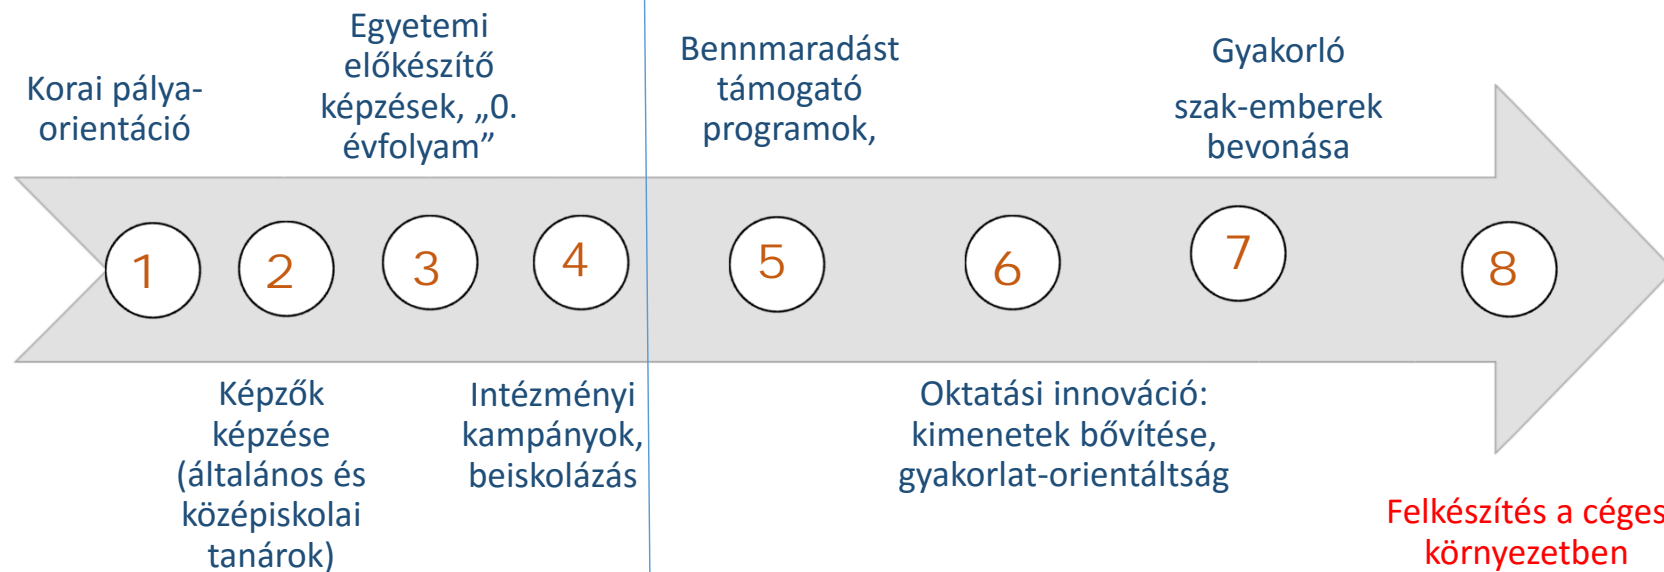 Korai pálya-
orientáció
Egyetemi
előkészítő
képzések, „0.
évfolyam”
Bennmaradást
támogató
programok,
Gyakorló
szak-emberek
bevonása
1
2
3
4
5
6
7
8
Képzők
képzése
(általános és
középiskolai
tanárok)
Intézményi
kampányok,
beiskolázás
Oktatási innováció:
kimenetek bővítése,
gyakorlat-orientáltság
Felkészítés a céges
környezetben